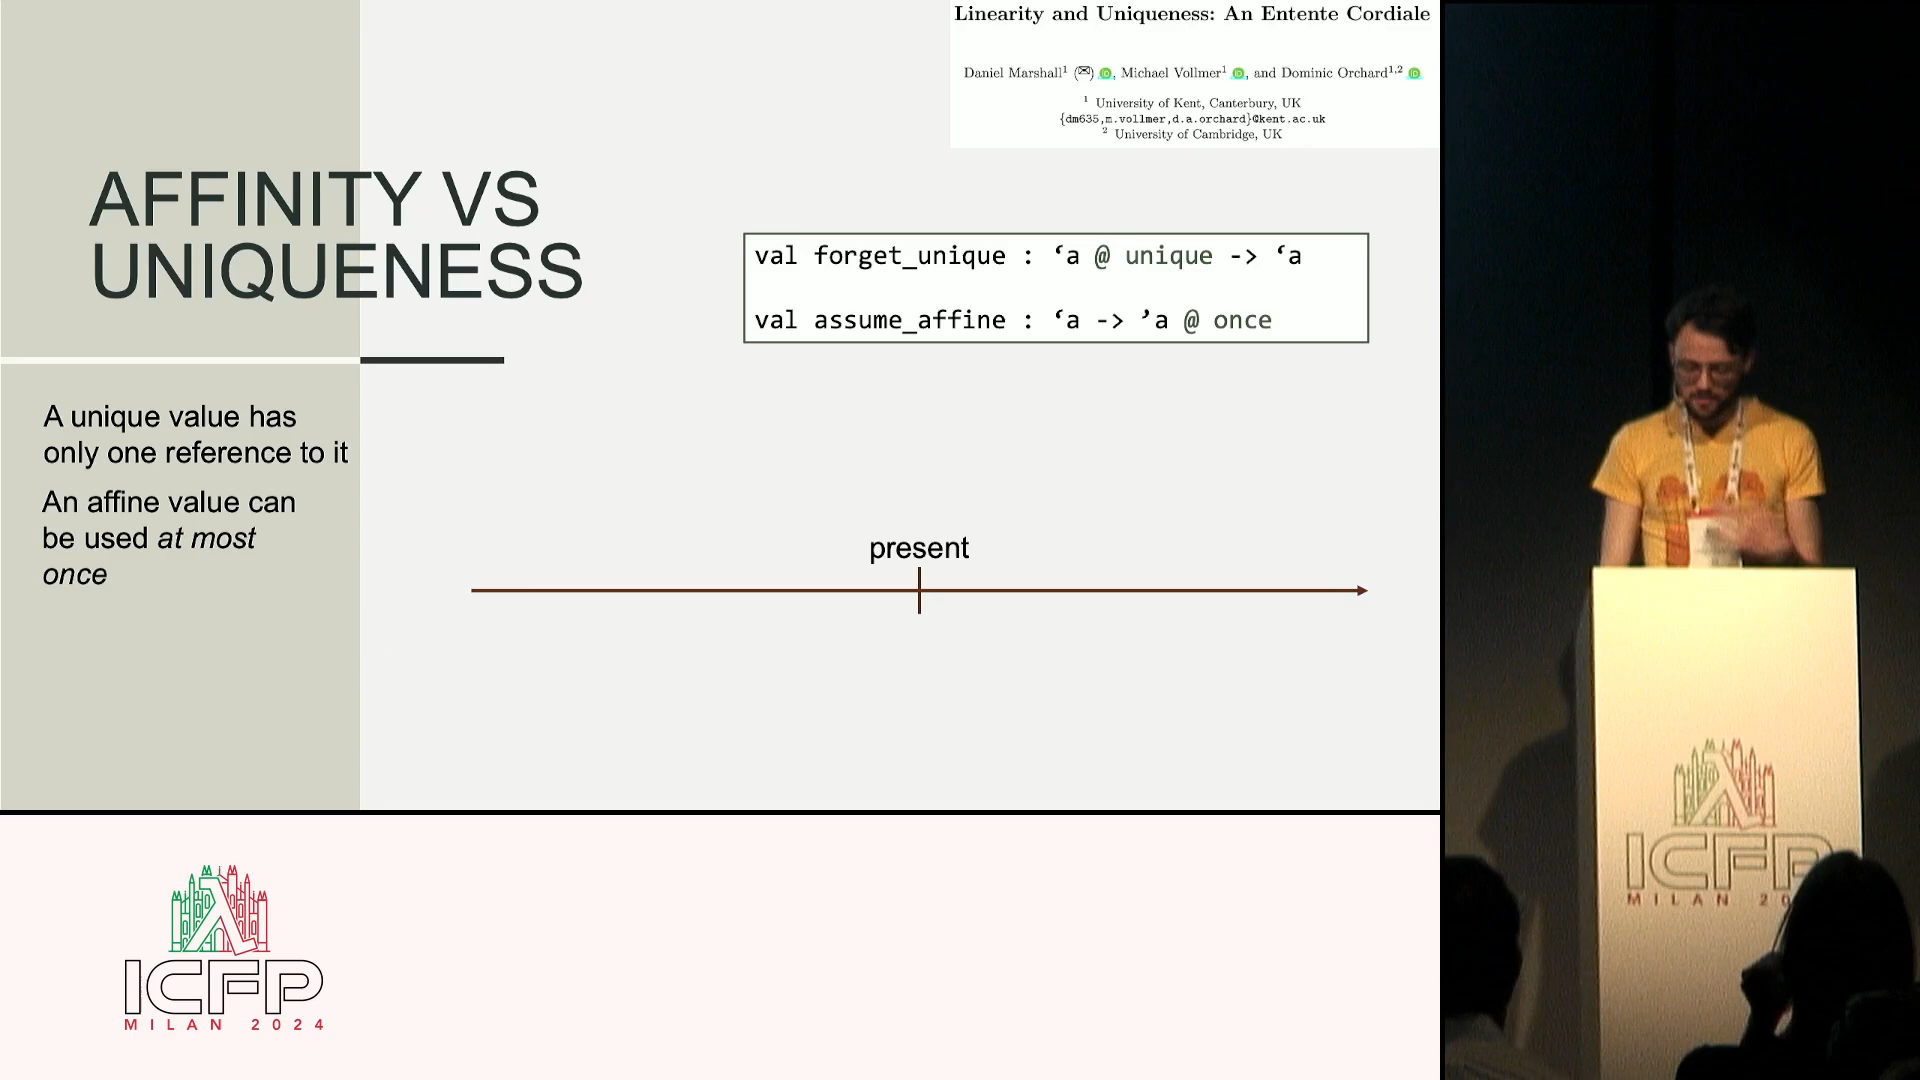 Linearity and Uniqueness: An Entente Cordiale
Daniel Marshall¹ (✉), Michael Vollmer¹, and Dominic Orchard¹,²
¹ University of Kent, Canterbury, UK
{dm635,m.vollmer,d.a.orchard}@kent.ac.uk
² University of Cambridge, UK
AFFINITY VS
UNIQUENESS
val forget_unique : ‘a @ unique -> ‘a
val assume_affine : ‘a -> ’a @ once
A unique value has
only one reference to it
An affine value can
be used at most
once
present
ICFP
MILAN 2024
ICFP
MILAN 20